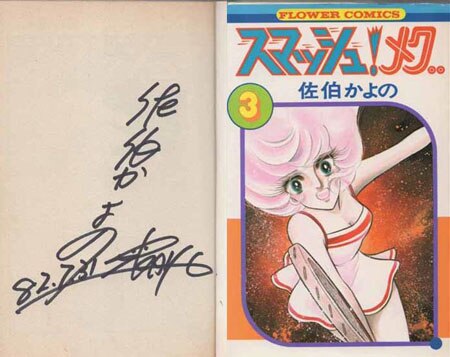 佐伯かよの
82.7.31
FLOWER COMICS
スマッシュ!メグ
佐伯かよの
3